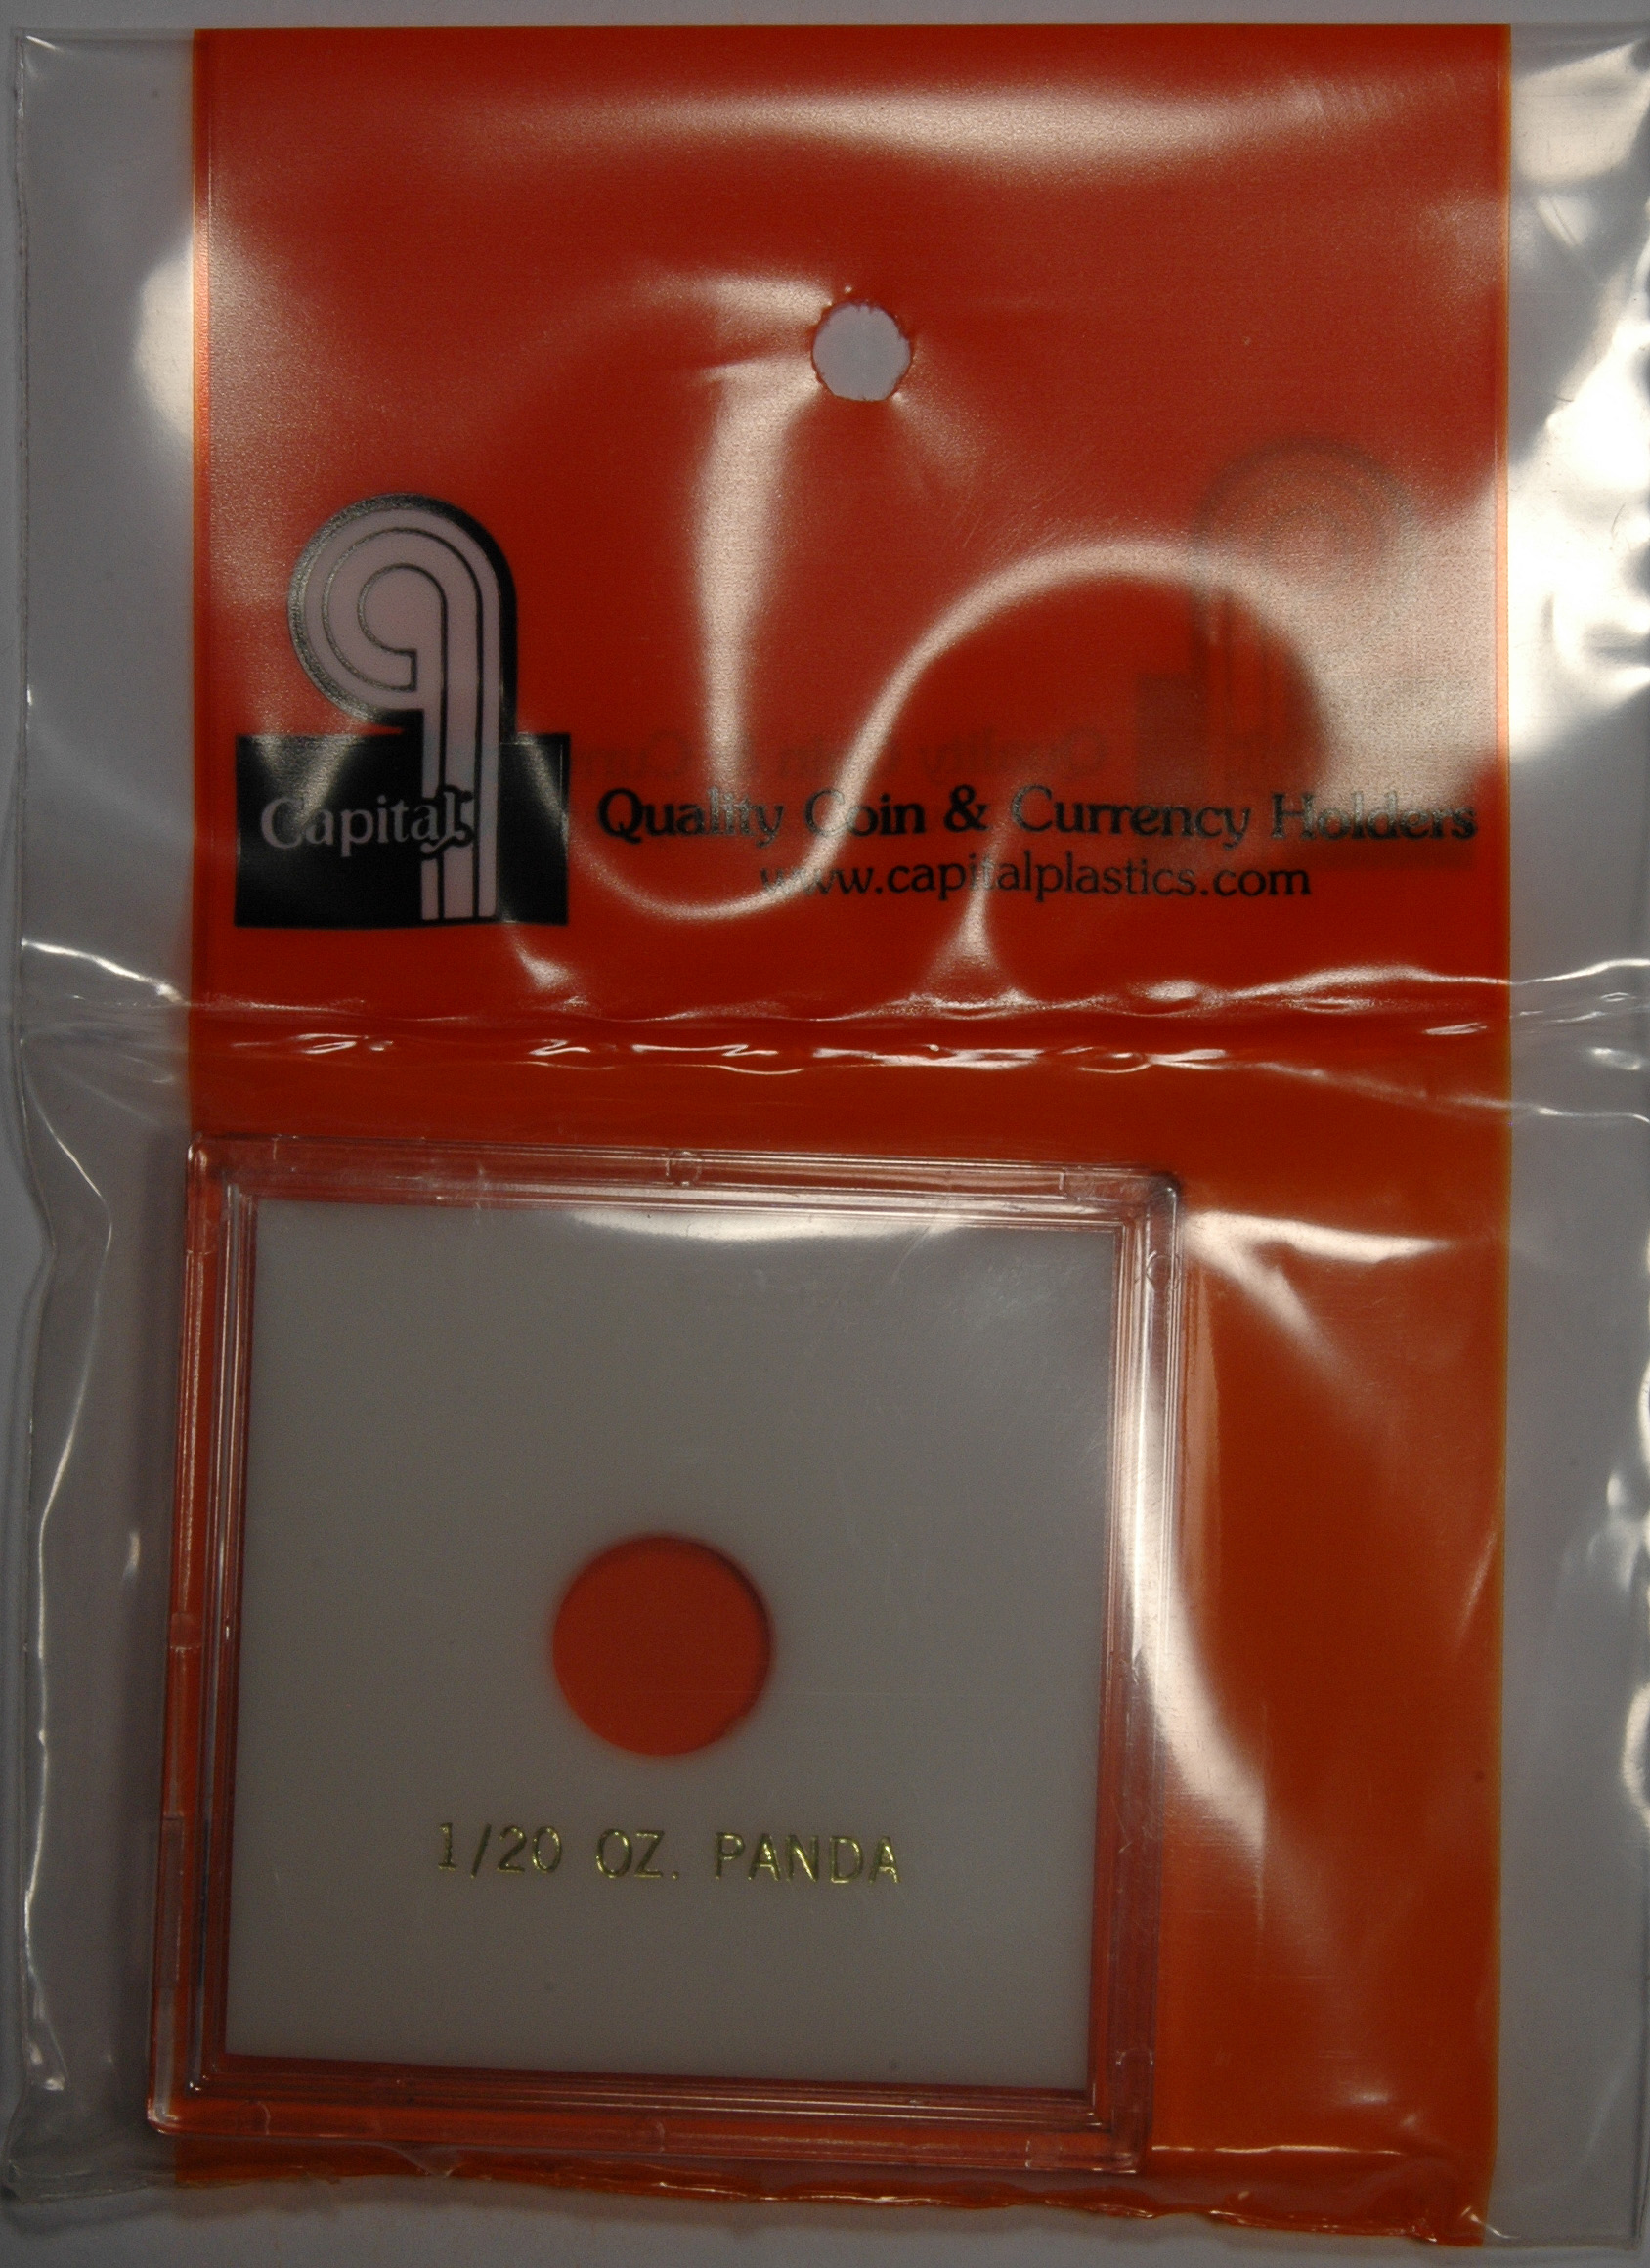 Capital
Quality Coin & Currency Holders
www.capitalplastics.com
1/20 OZ. PANDA